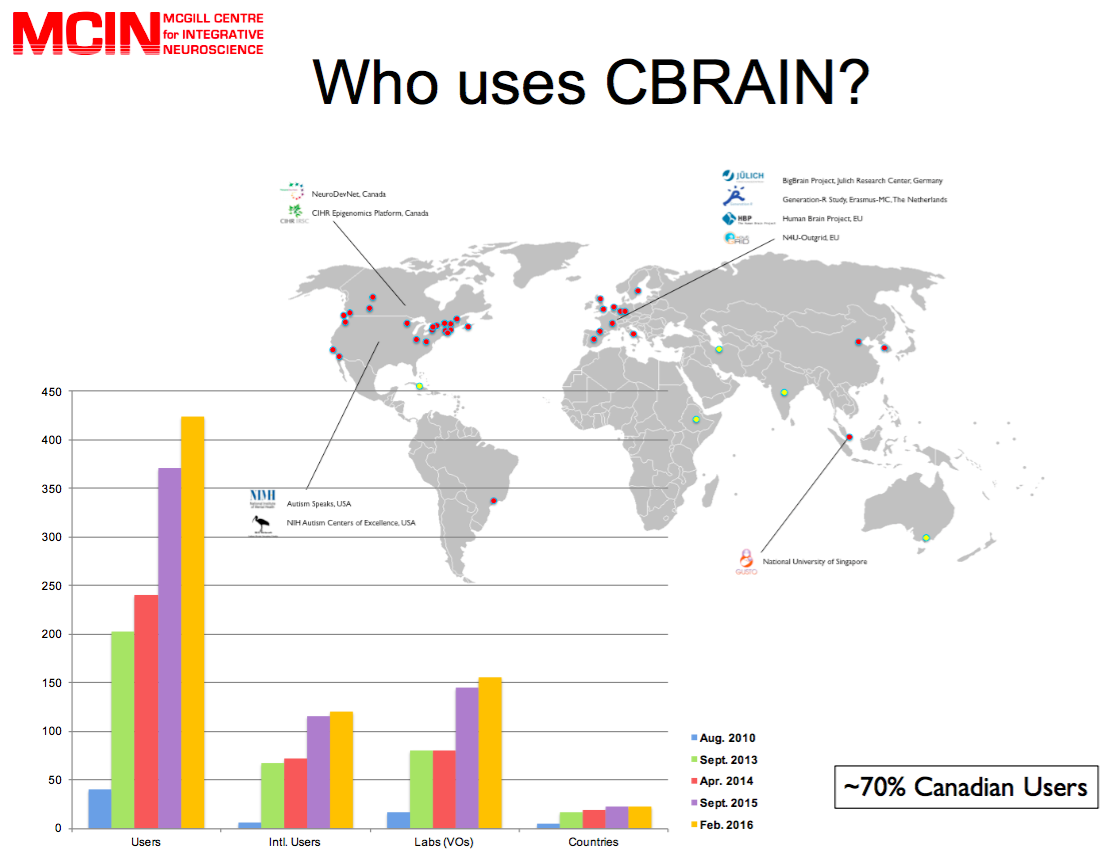 MCIN
MCGILL CENTRE
for INTEGRATIVE
NEUROSCIENCE
Who uses CBRAIN?
NeuroDevNet, Canada
CIHR Epigenomics Platform, Canada
JÜLICH
BigBrain Project, Julich Research Center, Germany
Generation-R Study, Erasmus-MC, The Netherlands
HBP
Human Brain Project, EU
N4U-Outgrid, EU
NIMH
Autism Speaks, USA
NIH Autism Centers of Excellence, USA
GUSTO
National University of Singapore
450
400
350
300
250
200
150
100
50
0
Users
Intl. Users
Labs (VOs)
Countries
Aug. 2010
Sept. 2013
Apr. 2014
Sept. 2015
Feb. 2016
~70% Canadian Users